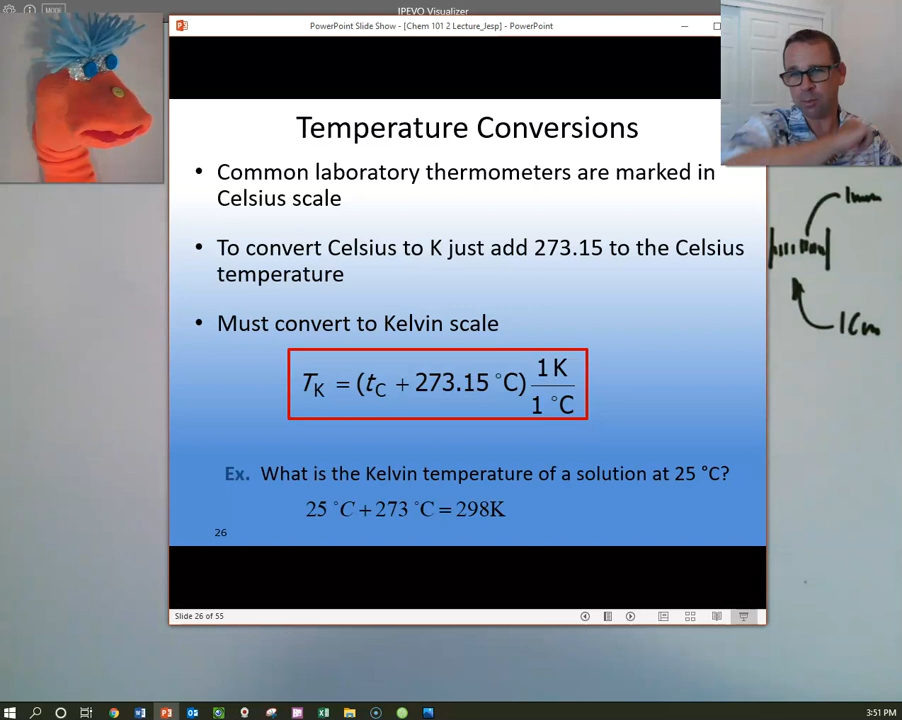 IPEVO Visualizer
MODE
PowerPoint Slide Show - [Chem 101 2 Lecture_Jesp] - PowerPoint
Temperature Conversions
• Common laboratory thermometers are marked in
Celsius scale
• To convert Celsius to K just add 273.15 to the Celsius
temperature
• Must convert to Kelvin scale
T_K = (t_C + 273.15 °C) 1 K / 1 °C
Ex. What is the Kelvin temperature of a solution at 25 °C?
25 °C + 273 °C = 298K
26
Slide 26 of 55
1mm
1cm
3:51 PM